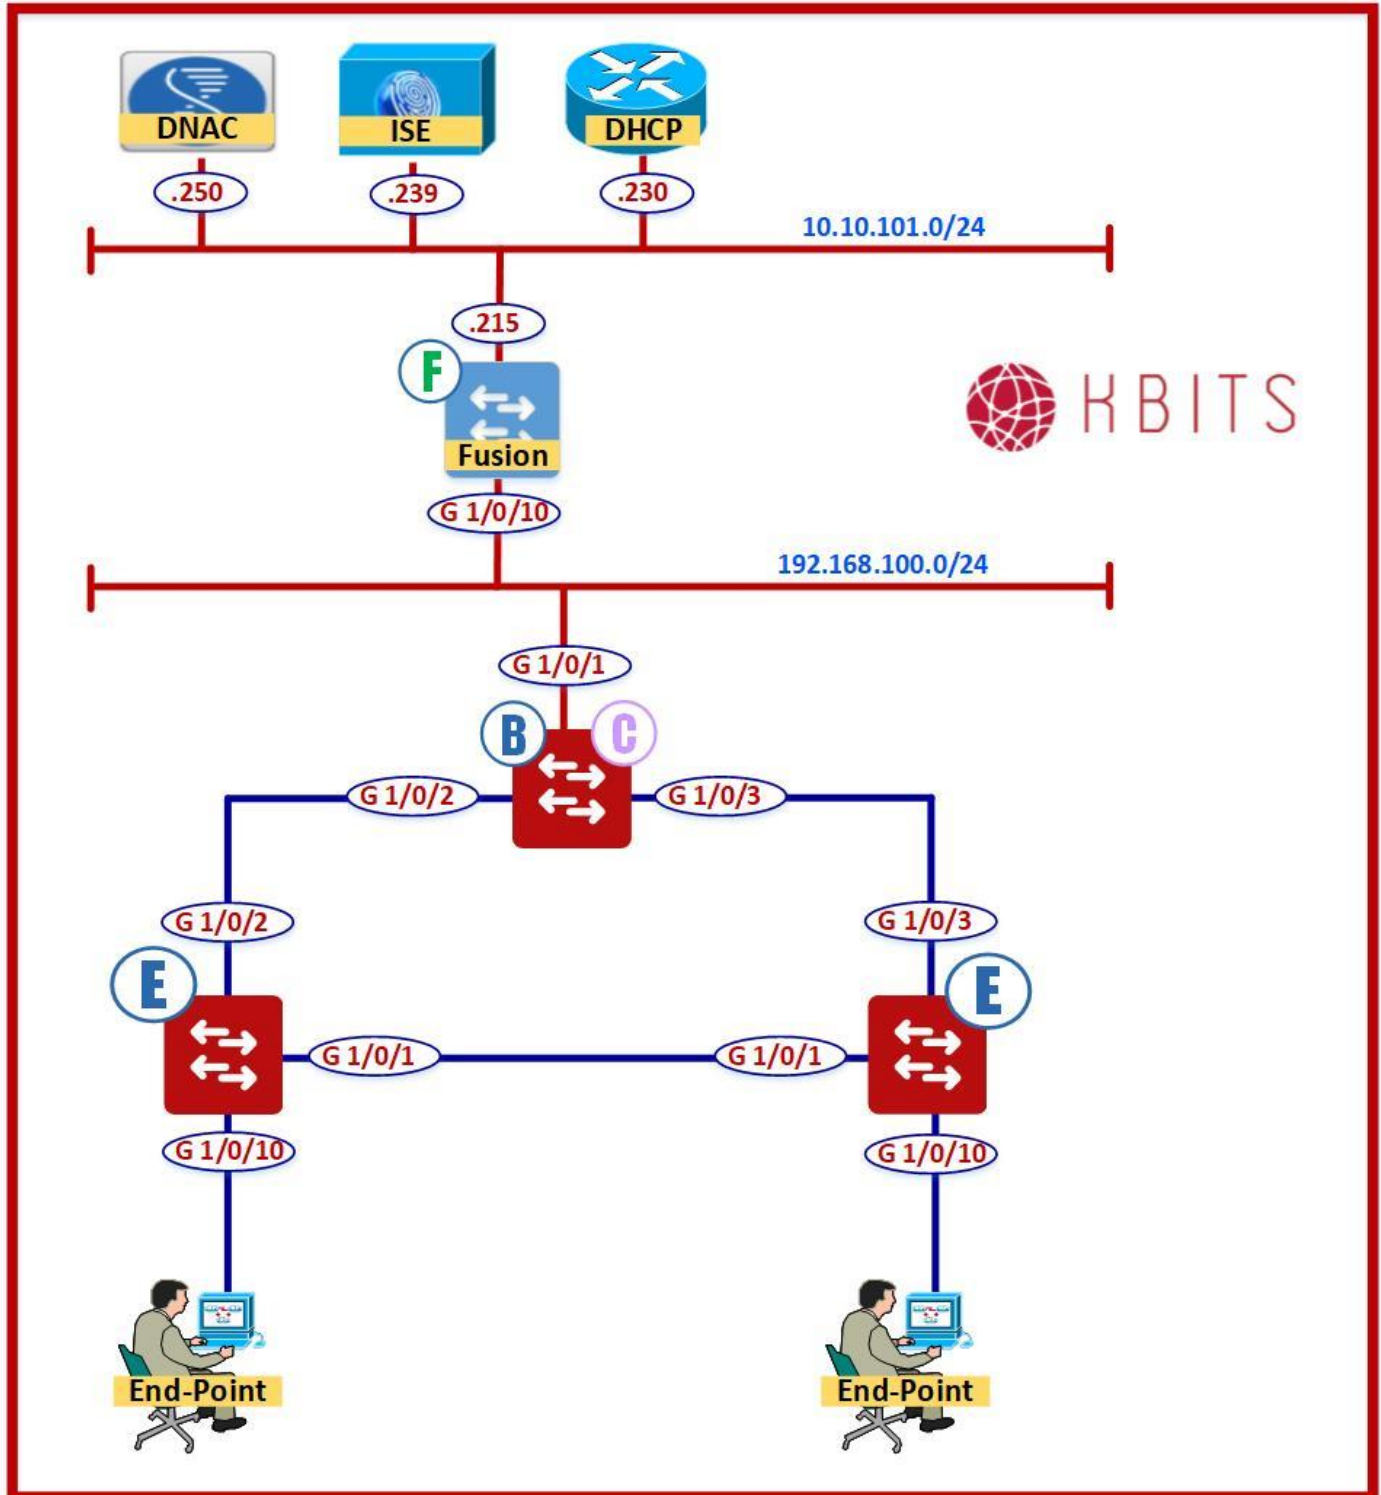 DNAC
ISE
DHCP
.250
.239
.230
10.10.101.0/24
.215
F
Fusion
KBITS
G 1/0/10
192.168.100.0/24
G 1/0/1
B
C
G 1/0/2
G 1/0/3
G 1/0/2
G 1/0/3
E
E
G 1/0/1
G 1/0/1
G 1/0/10
G 1/0/10
End-Point
End-Point